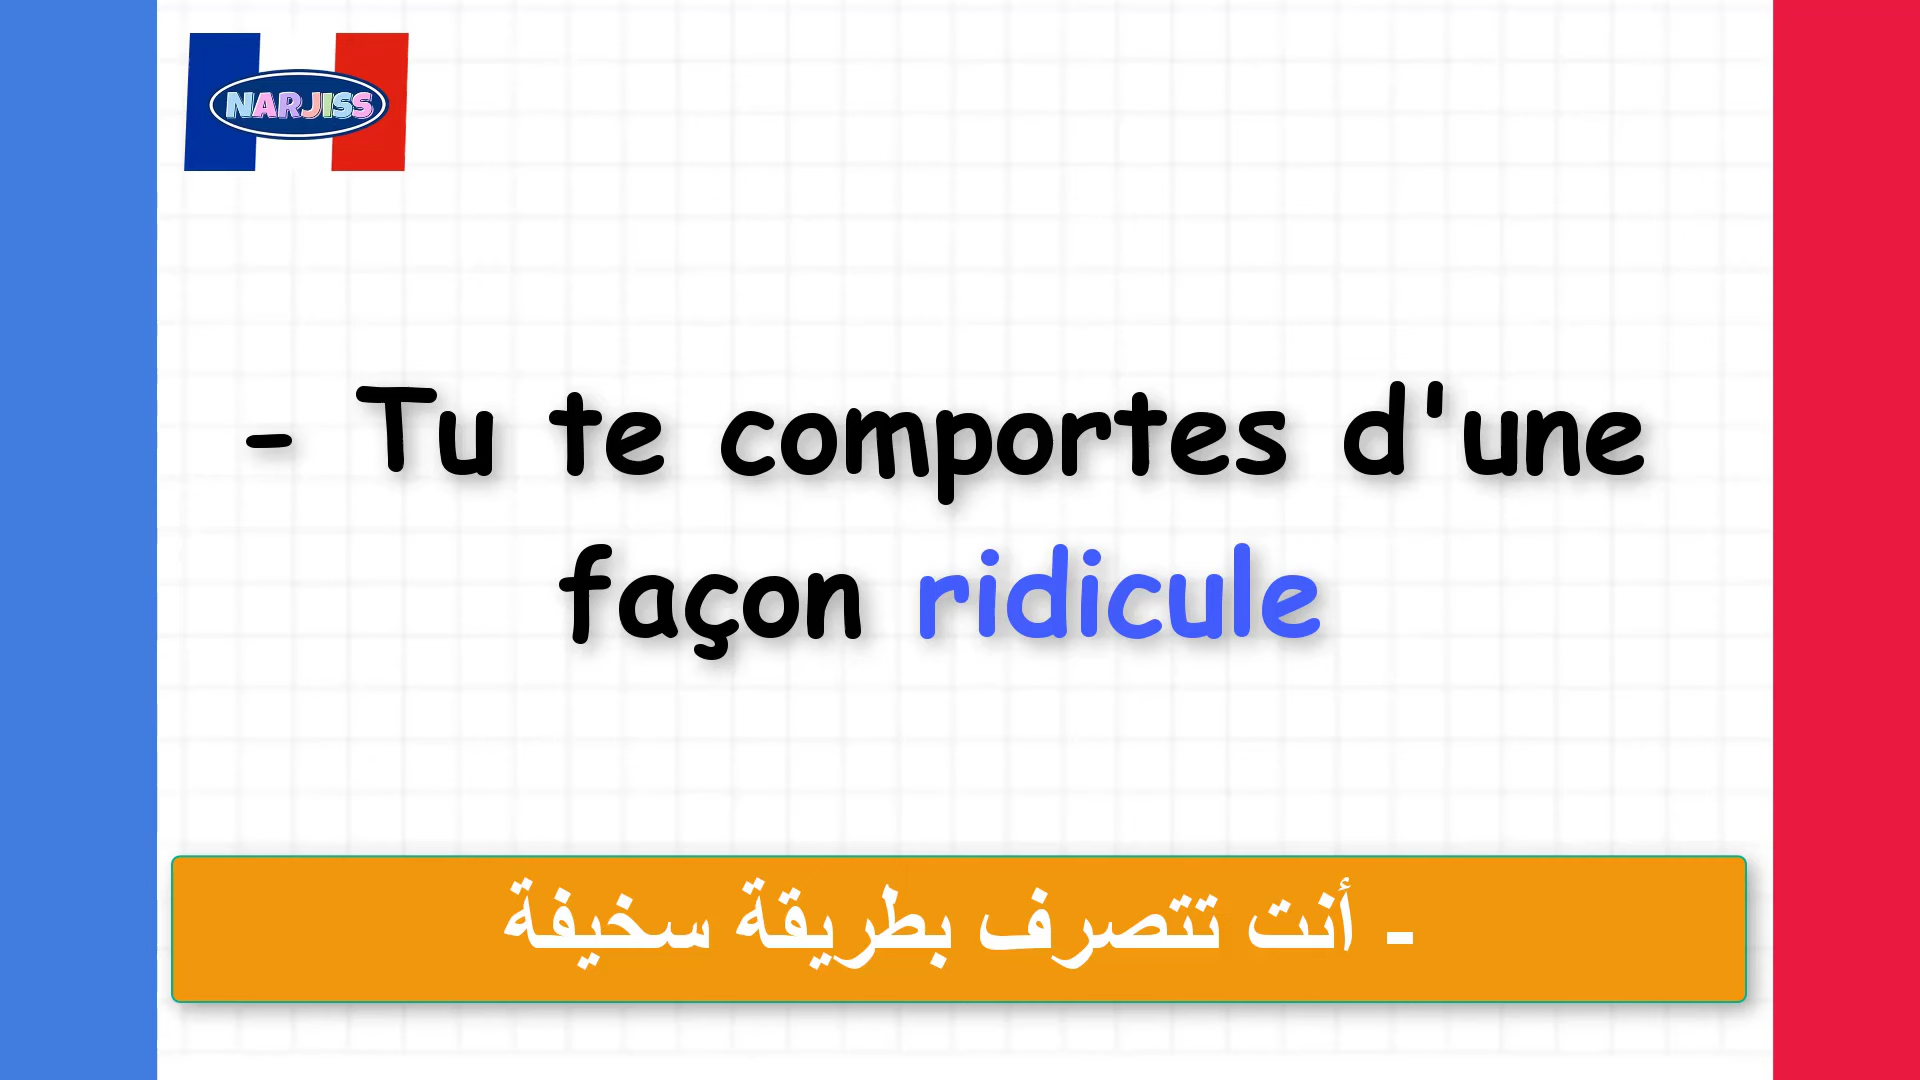 NARJISS
- Tu te comportes d'une
façon ridicule
- أنت تتصرف بطريقة سخيفة